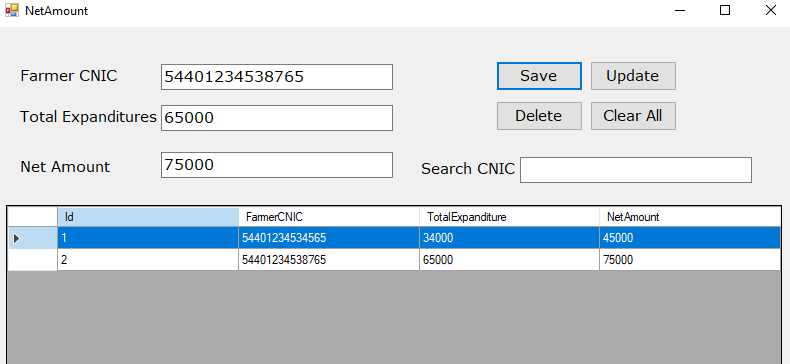 NetAmount
Farmer CNIC 54401234538765 Save Update
Total Expanditures 65000 Delete Clear All
Net Amount 75000 Search CNIC
Id FarmerCNIC TotalExpanditure NetAmount
1 54401234534565 34000 45000
2 54401234538765 65000 75000